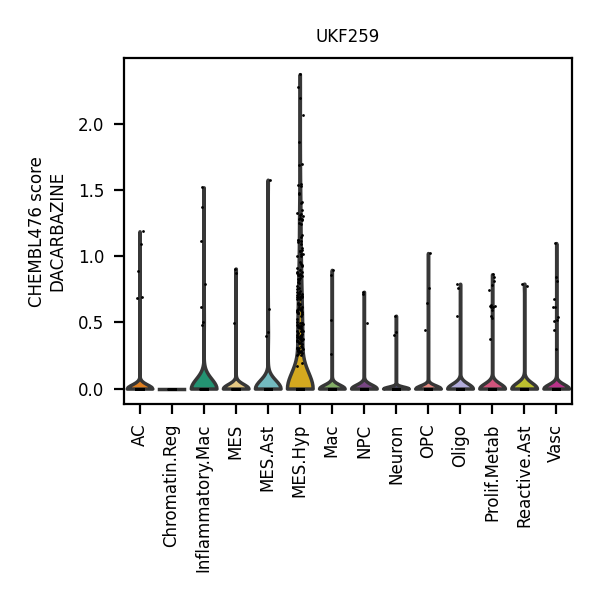 UKF259
CHEMBL476 score
DACARBAZINE
2.0
1.5
1.0
0.5
0.0
AC
Chromatin.Reg
Inflammatory.Mac
MES
MES.Ast
MES.Hyp
Mac
NPC
Neuron
OPC
Oligo
Prolif.Metab
Reactive.Ast
Vasc